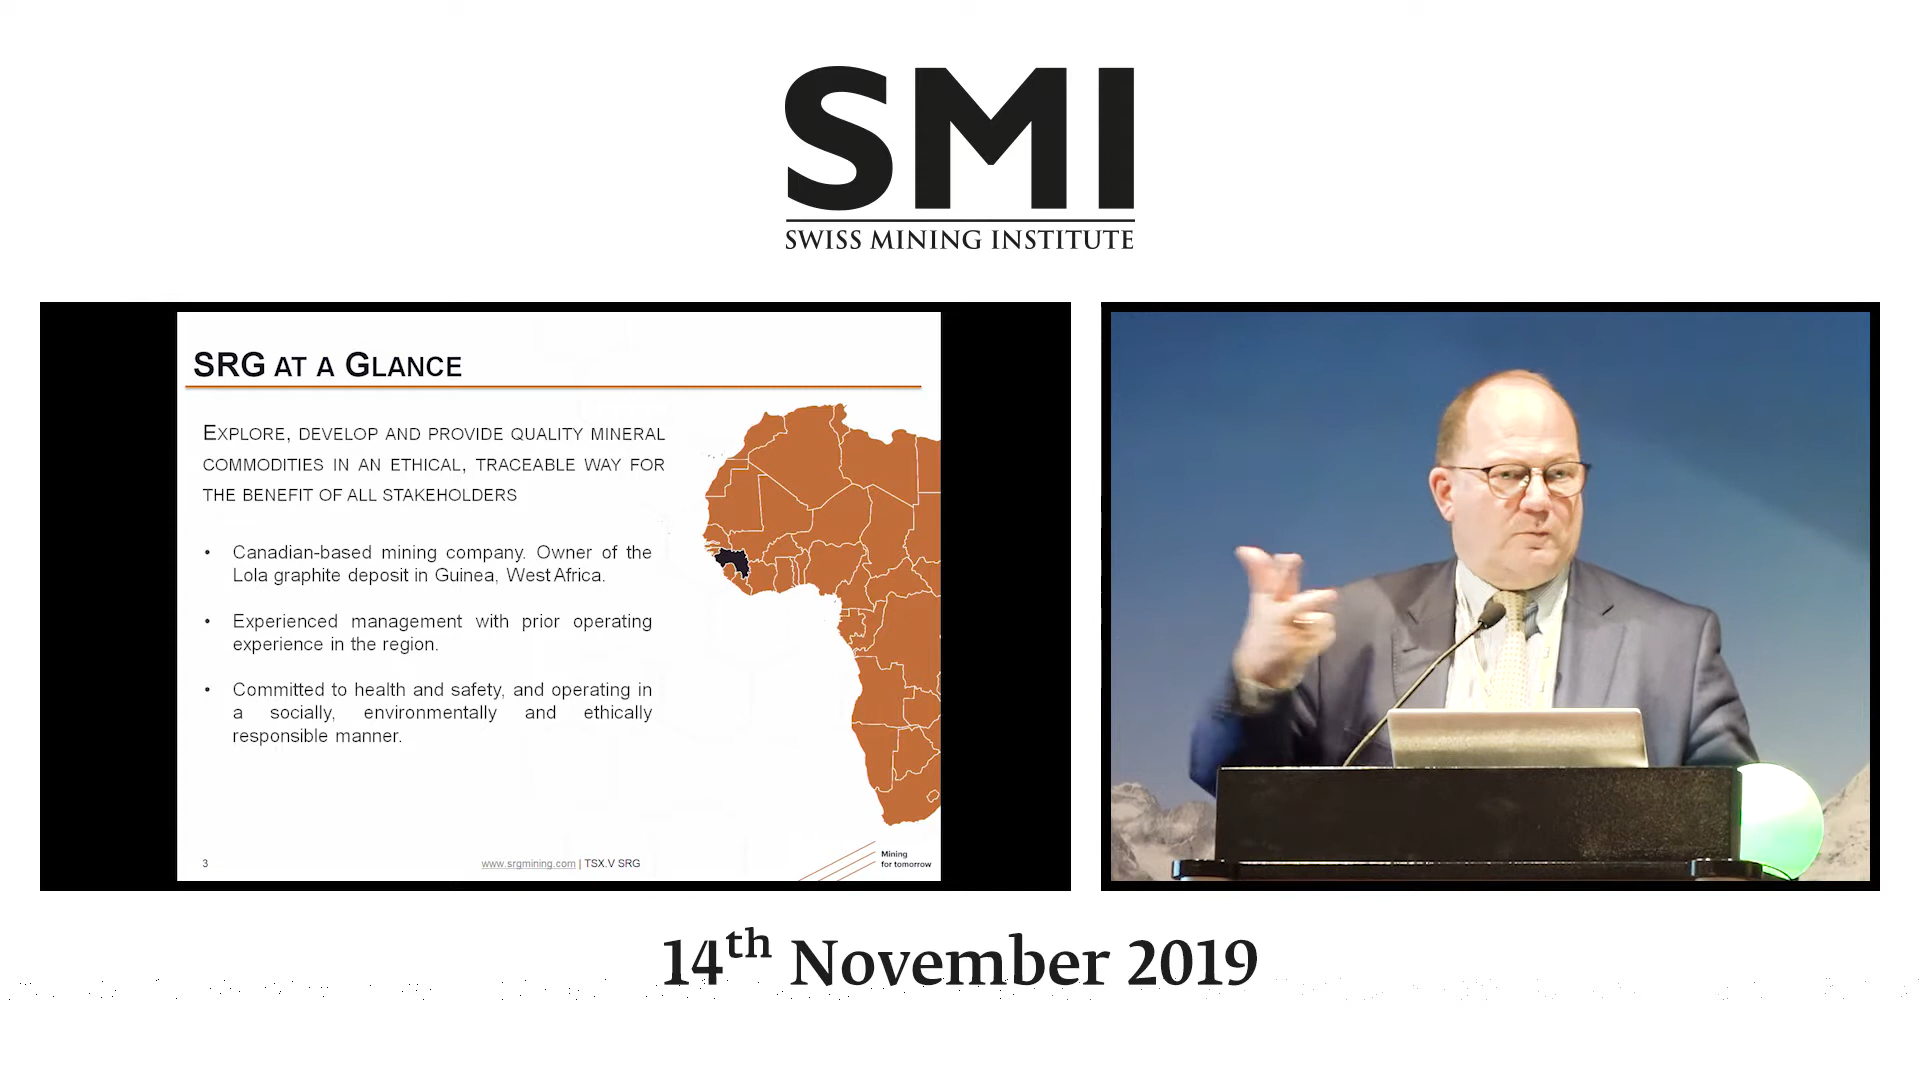 SMI
SWISS MINING INSTITUTE
SRG AT A GLANCE
EXPLORE, DEVELOP AND PROVIDE QUALITY MINERAL
COMMODITIES IN AN ETHICAL, TRACEABLE WAY FOR
THE BENEFIT OF ALL STAKEHOLDERS
• Canadian-based mining company. Owner of the
Lola graphite deposit in Guinea, West Africa.
• Experienced management with prior operating
experience in the region.
• Committed to health and safety, and operating in
a socially, environmentally and ethically
responsible manner.
3
www.srgmining.com | TSX.V SRG
Mining
for tomorrow
14th November 2019